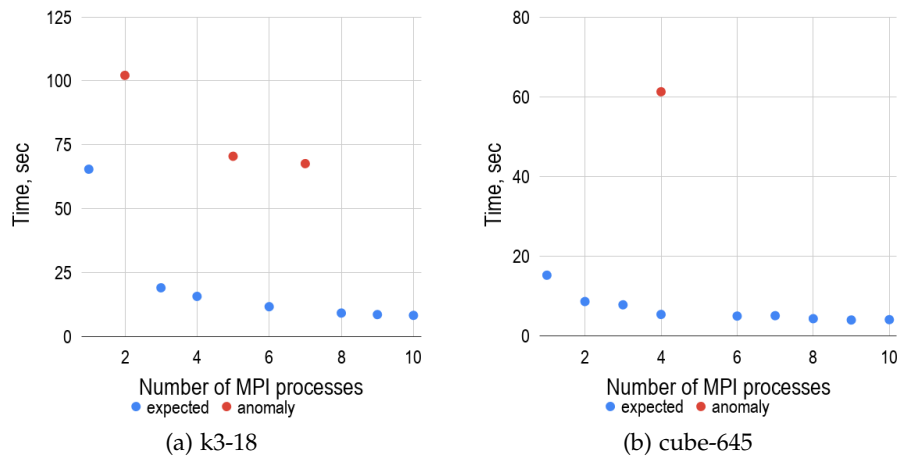 125
100
75
50
25
0
Time, sec
2 4 6 8 10
Number of MPI processes
expected anomaly
(a) k3-18
80
60
40
20
0
Time, sec
2 4 6 8 10
Number of MPI processes
expected anomaly
(b) cube-645